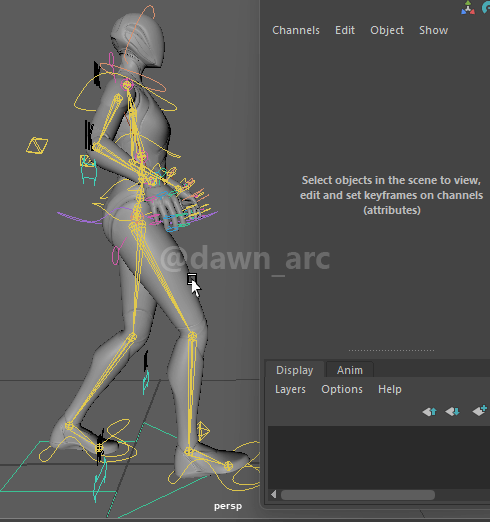 Channels Edit Object Show
Select objects in the scene to view,
edit and set keyframes on channels
(attributes)
@dawn_arc
Display Anim
Layers Options Help
persp